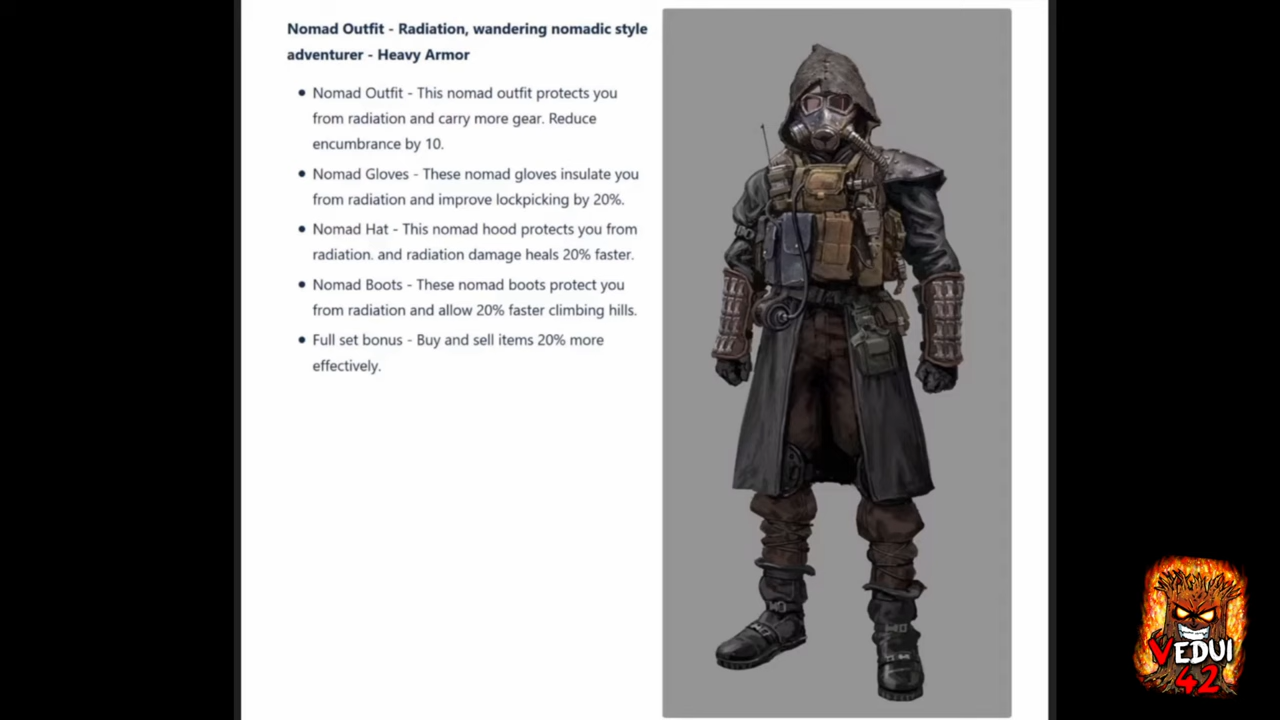 Nomad Outfit - Radiation, wandering nomadic style
adventurer - Heavy Armor
Nomad Outfit - This nomad outfit protects you
from radiation and carry more gear. Reduce
encumbrance by 10.
Nomad Gloves - These nomad gloves insulate you
from radiation and improve lockpicking by 20%.
Nomad Hat - This nomad hood protects you from
radiation. and radiation damage heals 20% faster.
Nomad Boots - These nomad boots protect you
from radiation and allow 20% faster climbing hills.
Full set bonus - Buy and sell items 20% more
effectively.
VEDUI
42